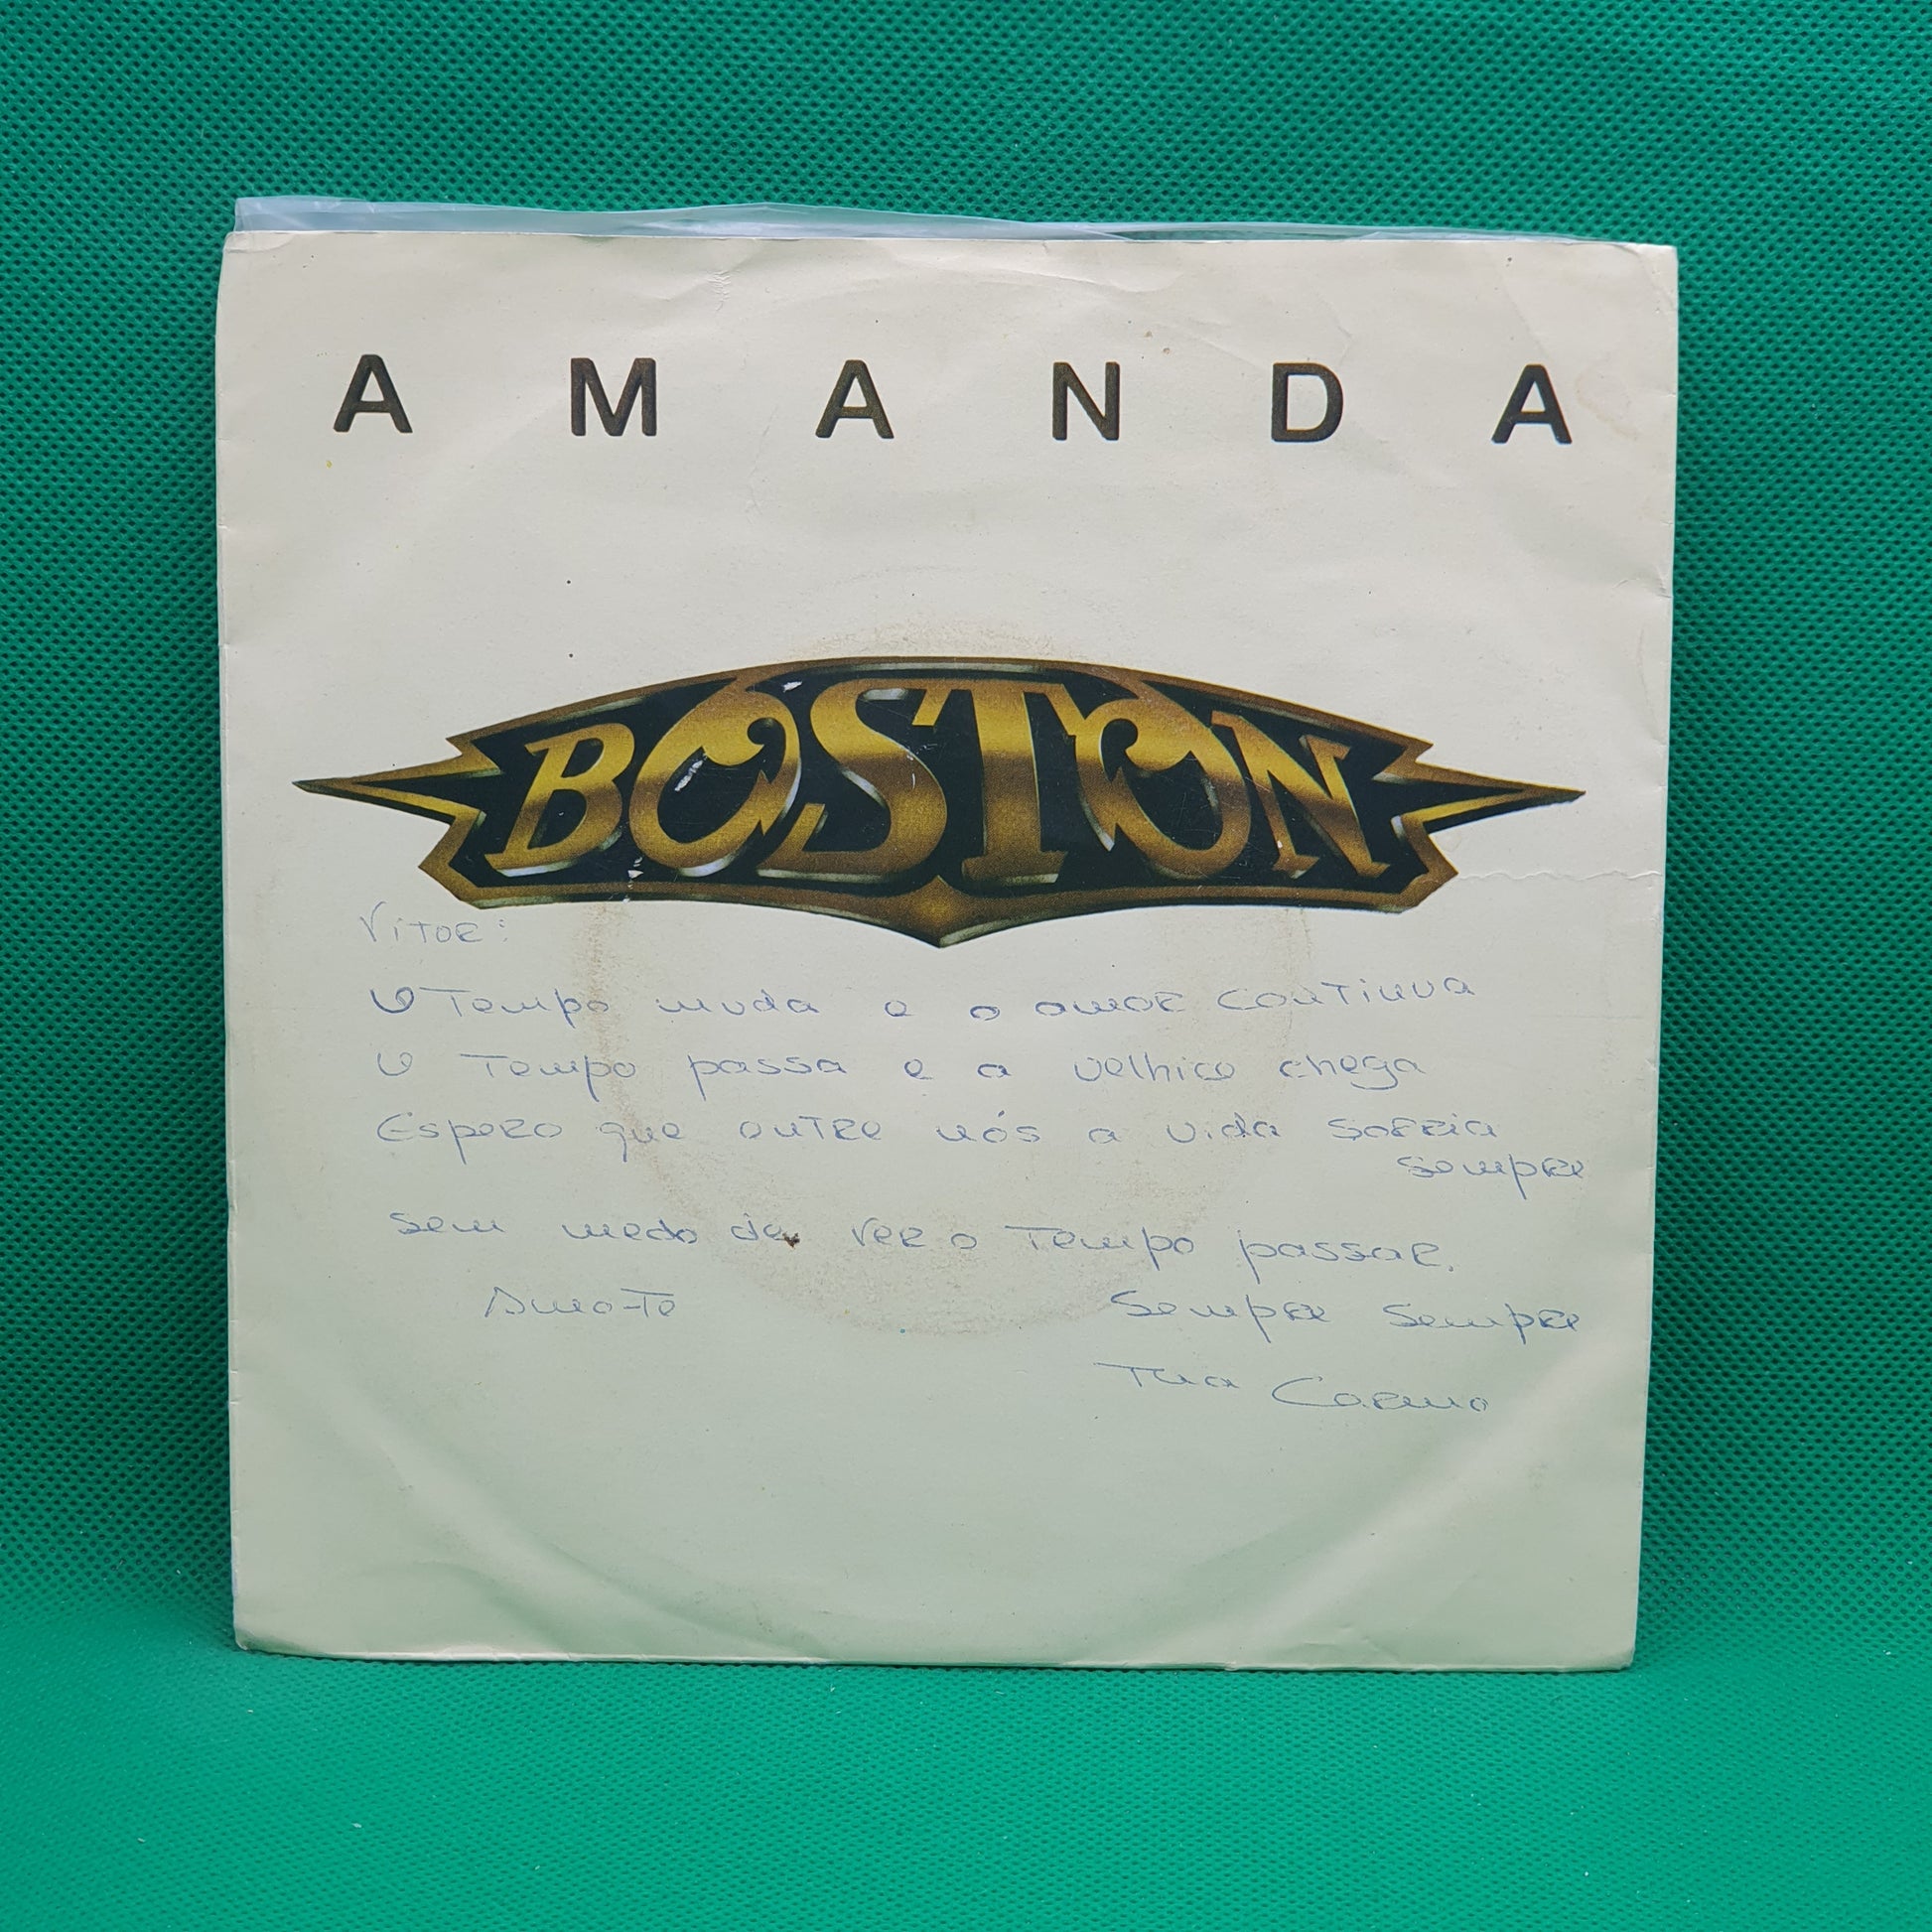 AMANDA
BOSTON
Vitor:
O Tempo muda e o amor continua
O Tempo passa e a velhice chega
Espero que entre nós a vida sorria
sempre
sem medo de ver o Tempo passar.
Amo-Te Sempre Sempre
Tua Carmo